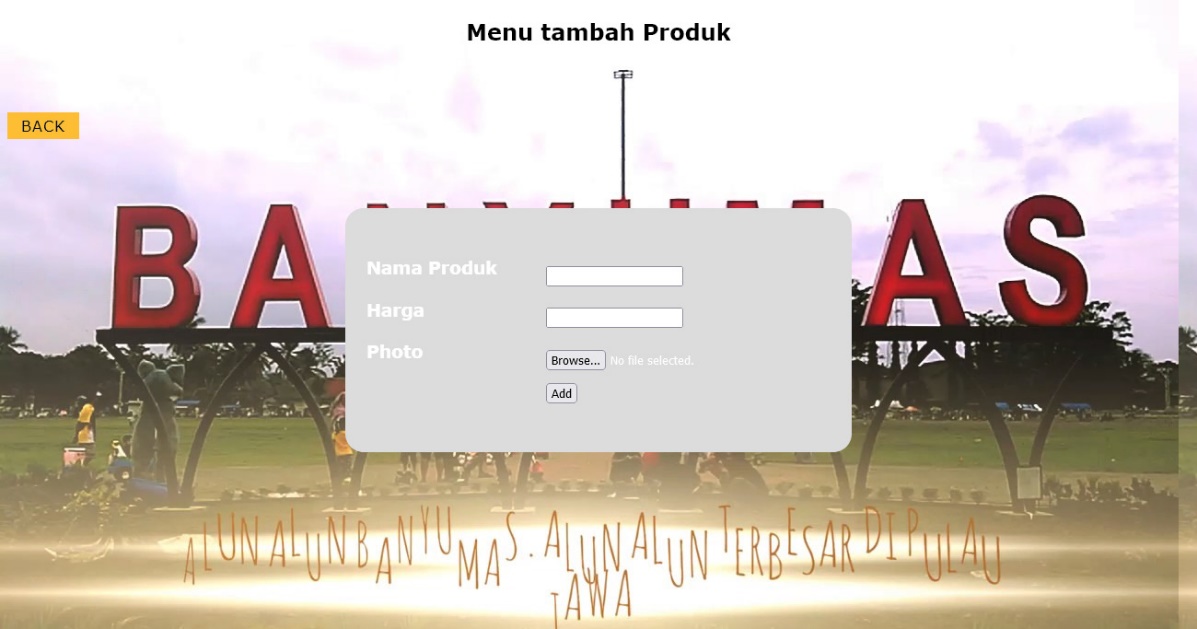 Menu tambah Produk
BACK
BA
AS
Nama Produk
Harga
Photo
Browse... No file selected.
Add
ALUN ALUN BANYUMAS. ALUN ALUN TERBESAR DI PULAU
JAWA